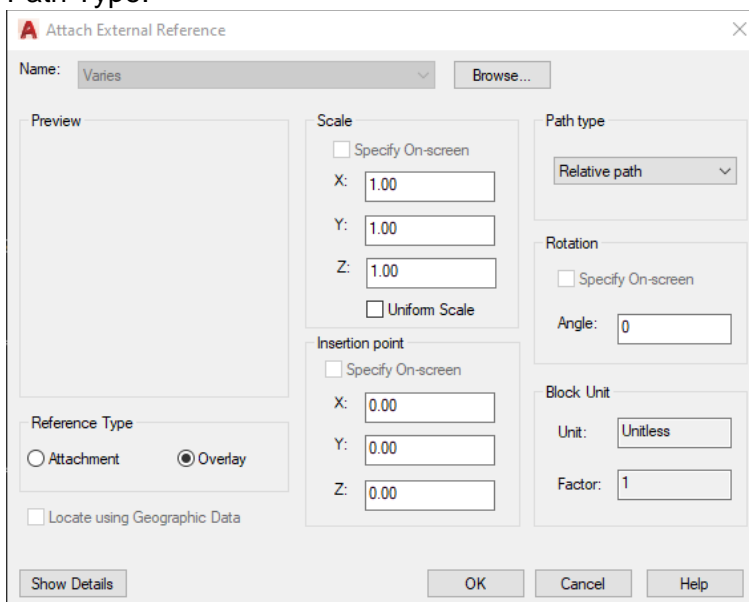 Path Type.
Attach External Reference
Name:
Varies
Browse...
Preview
Scale
Specify On-screen
X: 1.00
Y: 1.00
Z: 1.00
Uniform Scale
Path type
Relative path
Rotation
Specify On-screen
Angle: 0
Insertion point
Specify On-screen
X: 0.00
Y: 0.00
Z: 0.00
Block Unit
Unit: Unitless
Factor: 1
Reference Type
Attachment
Overlay
Locate using Geographic Data
Show Details
OK
Cancel
Help